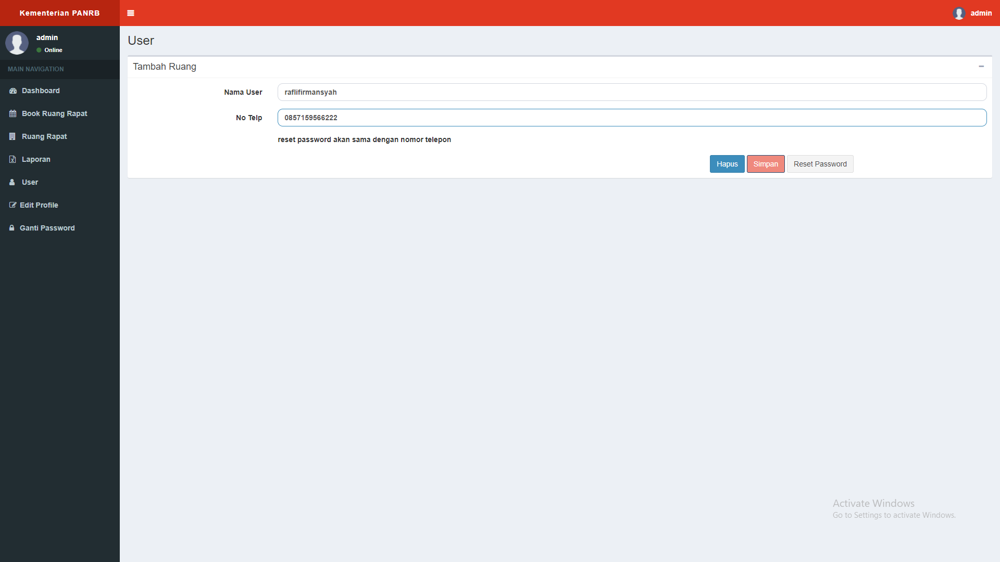 Kementerian PANRB
admin
admin
Online
MAIN NAVIGATION
Dashboard
Book Ruang Rapat
Ruang Rapat
Laporan
User
Edit Profile
Ganti Password
User
Tambah Ruang
Nama User
raflifirmansyah
No Telp
0857159566222
reset password akan sama dengan nomor telepon
Hapus Simpan Reset Password
Activate Windows
Go to Settings to activate Windows.